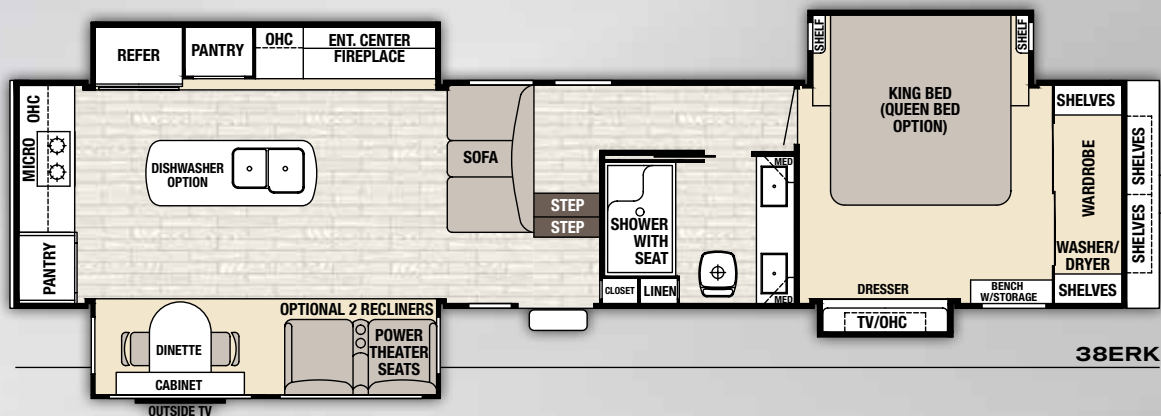 REFER
PANTRY
OHC
ENT. CENTER
FIREPLACE
SHELF
SHELF
KING BED
(QUEEN BED
OPTION)
SHELVES
WARDROBE
WASHER/
DRYER
SHELVES
SHELVES
SHELVES
OHC
MICRO
PANTRY
DISHWASHER
OPTION
SOFA
STEP
STEP
SHOWER
WITH
SEAT
MED
MED
CLOSET
LINEN
DRESSER
TV/OHC
BENCH
W/STORAGE
OPTIONAL 2 RECLINERS
POWER
THEATER
SEATS
DINETTE
CABINET
OUTSIDE TV
38ERK